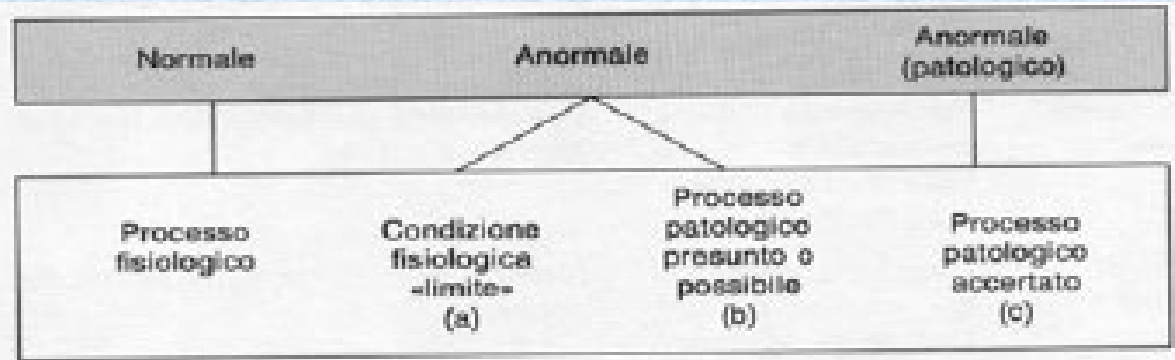 Normale
Anormale
Anormale
(patologico)
Processo
fisiologico
Condizione
fisiologica
«limite»
(a)
Processo
patologico
presunto o
possibile
(b)
Processo
patologico
accertato
(c)